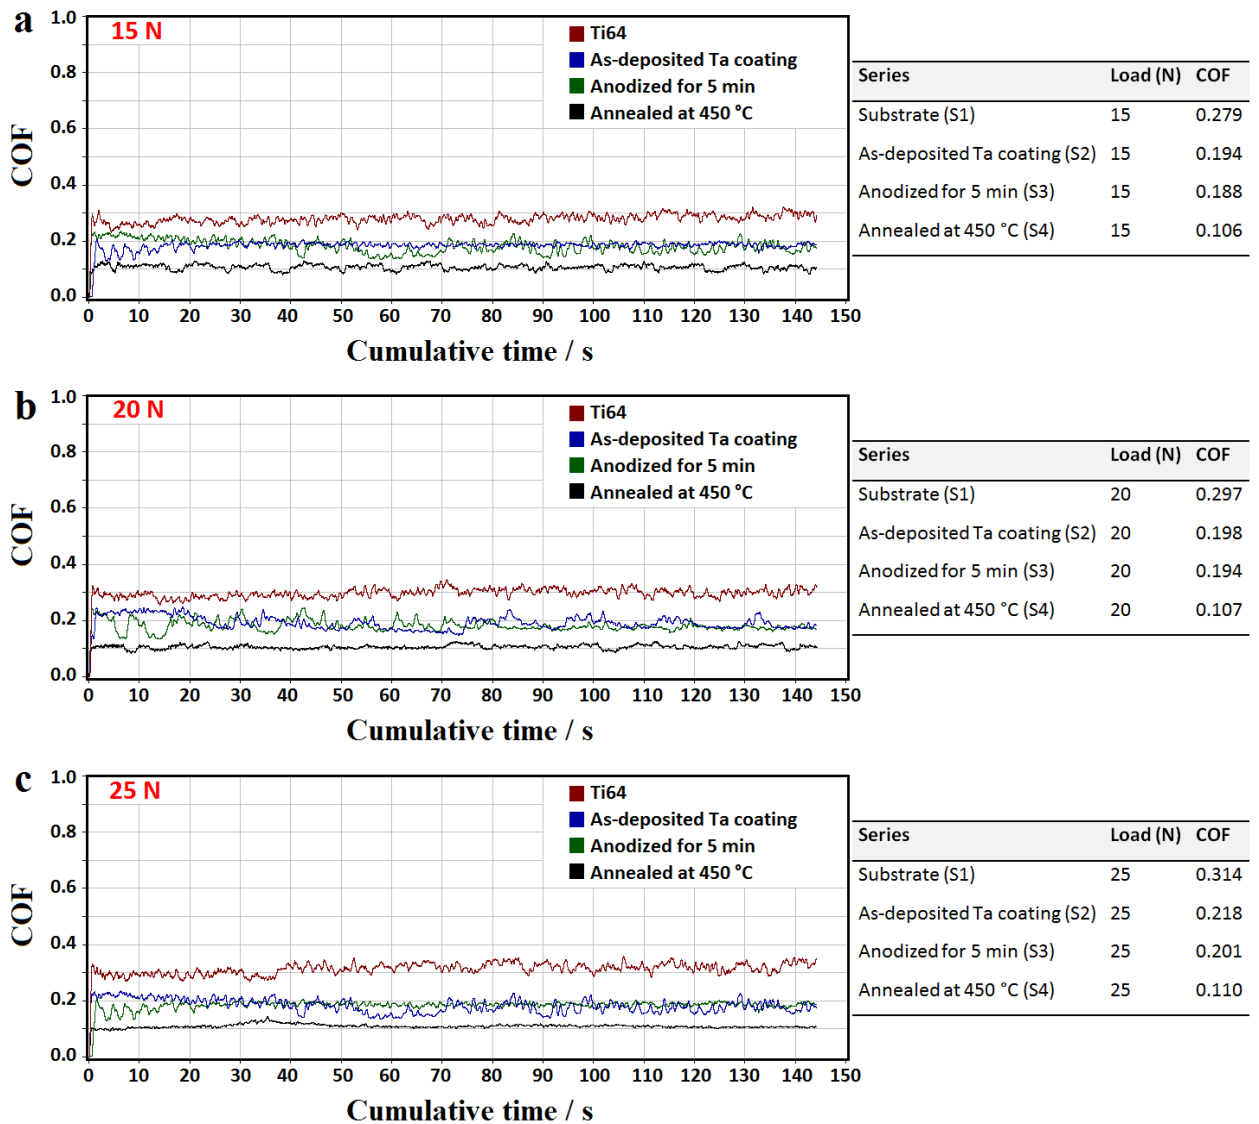 a
15 N
1.0
0.8
0.6
0.4
0.2
0.0
COF
Ti64
As-deposited Ta coating
Anodized for 5 min
Annealed at 450 °C
0 10 20 30 40 50 60 70 80 90 100 110 120 130 140 150
Cumulative time / s
Series Load (N) COF
Substrate (S1) 15 0.279
As-deposited Ta coating (S2) 15 0.194
Anodized for 5 min (S3) 15 0.188
Annealed at 450 °C (S4) 15 0.106
b
20 N
1.0
0.8
0.6
0.4
0.2
0.0
COF
Ti64
As-deposited Ta coating
Anodized for 5 min
Annealed at 450 °C
0 10 20 30 40 50 60 70 80 90 100 110 120 130 140 150
Cumulative time / s
Series Load (N) COF
Substrate (S1) 20 0.297
As-deposited Ta coating (S2) 20 0.198
Anodized for 5 min (S3) 20 0.194
Annealed at 450 °C (S4) 20 0.107
c
25 N
1.0
0.8
0.6
0.4
0.2
0.0
COF
Ti64
As-deposited Ta coating
Anodized for 5 min
Annealed at 450 °C
0 10 20 30 40 50 60 70 80 90 100 110 120 130 140 150
Cumulative time / s
Series Load (N) COF
Substrate (S1) 25 0.314
As-deposited Ta coating (S2) 25 0.218
Anodized for 5 min (S3) 25 0.201
Annealed at 450 °C (S4) 25 0.110